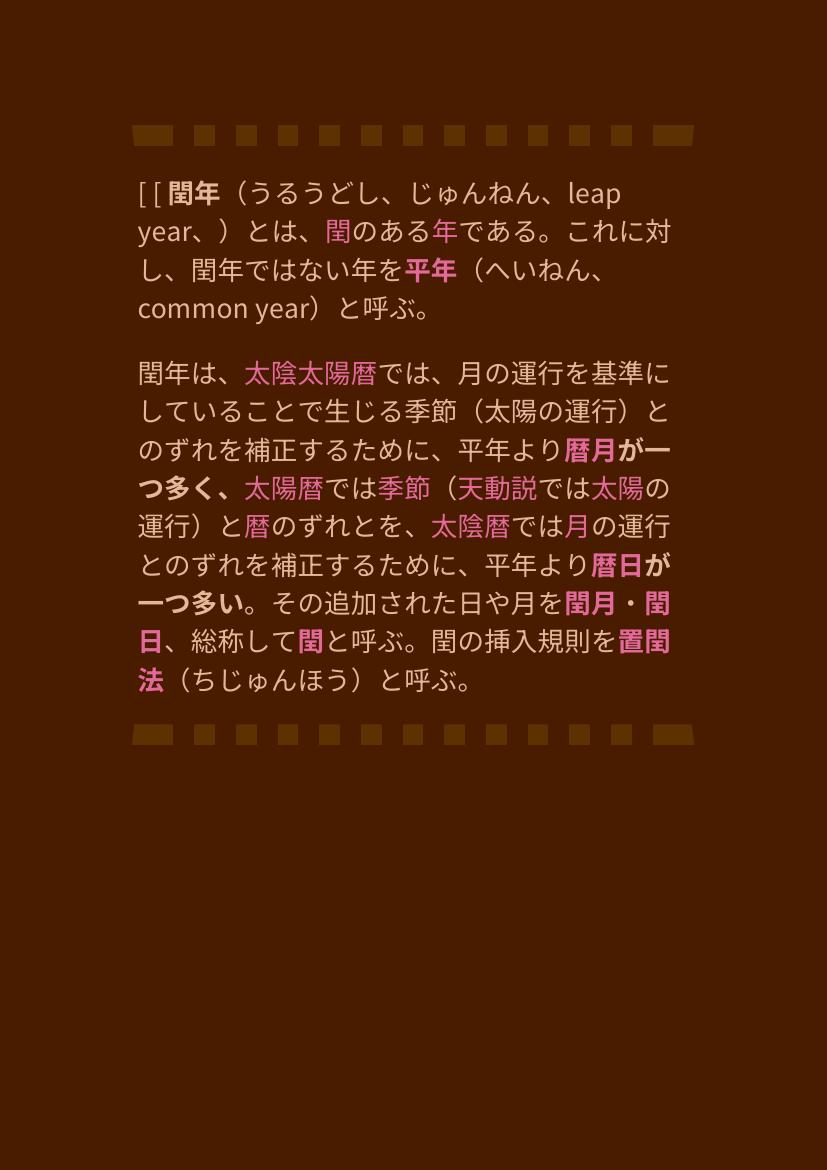 [ [ 閏年（うるうどし、じゅんねん、leap
year、）とは、閏のある年である。これに対
し、閏年ではない年を平年（へいねん、
common year）と呼ぶ。
閏年は、太陰太陽暦では、月の運行を基準に
していることで生じる季節（太陽の運行）と
のずれを補正するために、平年より暦月が一
つ多く、太陽暦では季節（天動説では太陽の
運行）と暦のずれとを、太陰暦では月の運行
とのずれを補正するために、平年より暦日が
一つ多い。その追加された日や月を閏月・閏
日、総称して閏と呼ぶ。閏の挿入規則を置閏
法（ちじゅんほう）と呼ぶ。